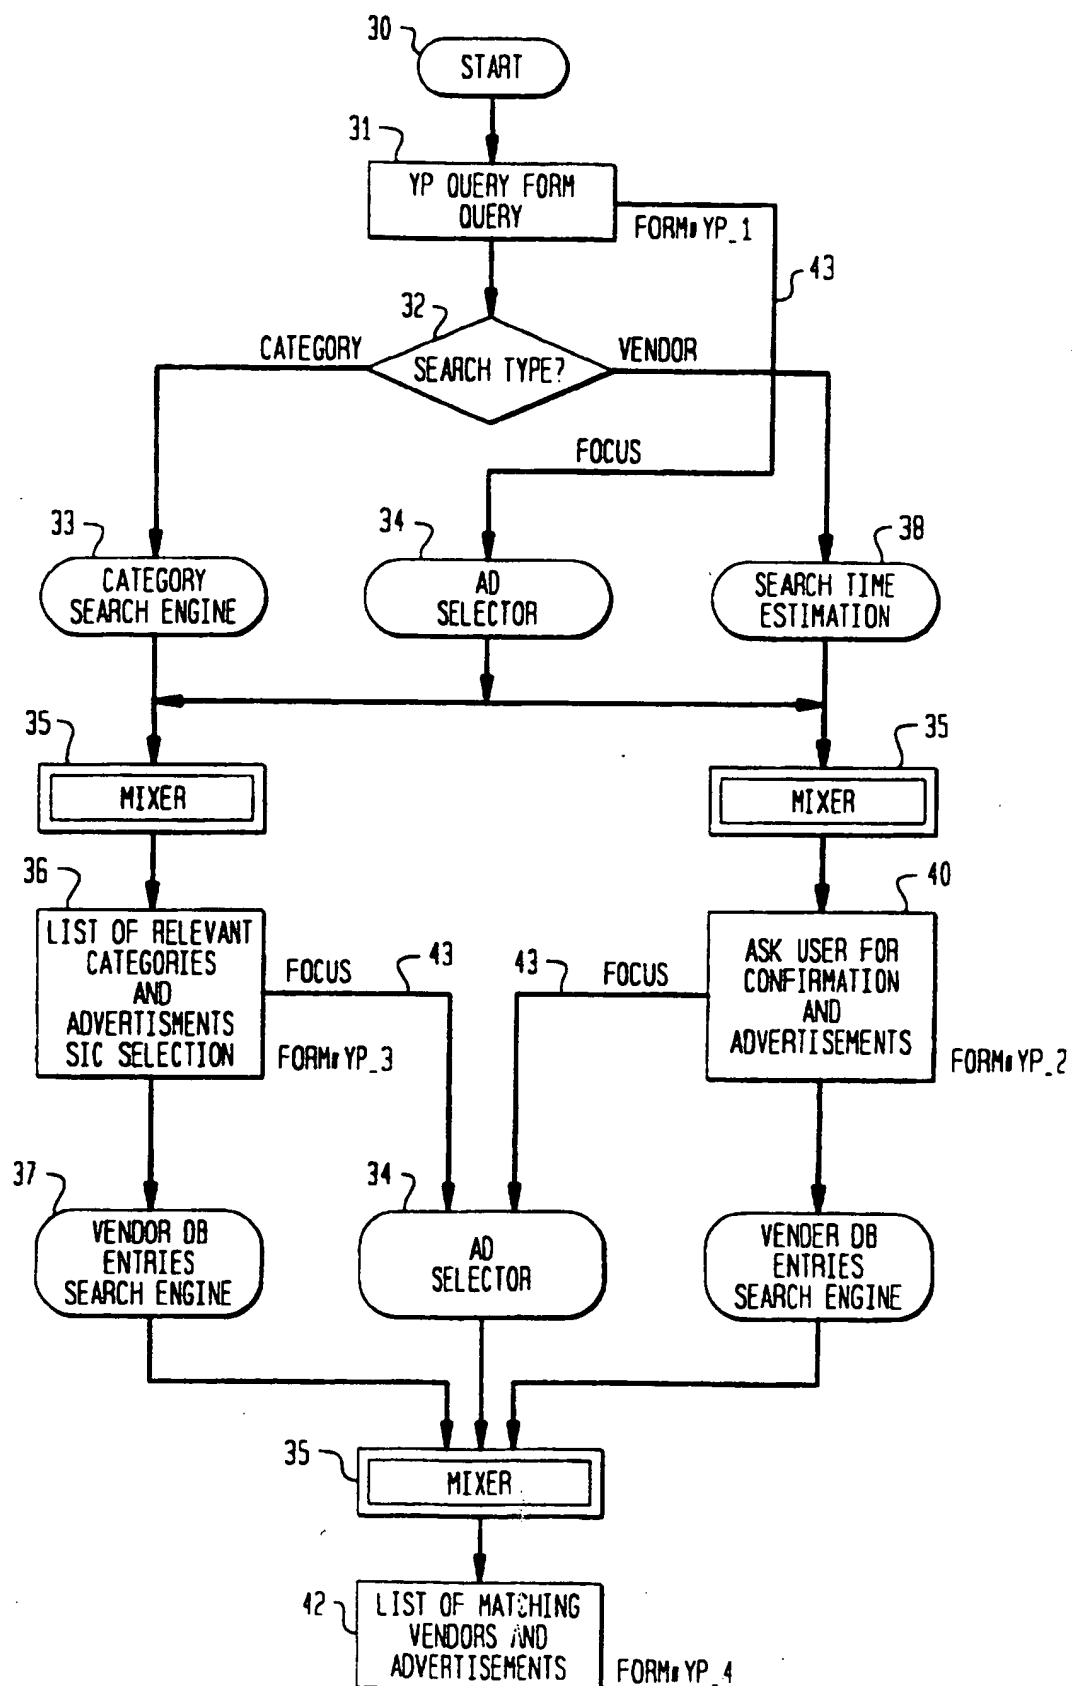 30
START
31
YP QUERY FORM
QUERY
FORM#YP_1
43
32
CATEGORY
SEARCH TYPE?
VENDOR
FOCUS
33
CATEGORY
SEARCH ENGINE
34
AD
SELECTOR
38
SEARCH TIME
ESTIMATION
35
MIXER
35
MIXER
36
LIST OF RELEVANT
CATEGORIES
AND
ADVERTISMENTS
SIC SELECTION
FORM#YP_3
FOCUS
43
43
FOCUS
40
ASK USER FOR
CONFIRMATION
AND
ADVERTISEMENTS
FORM#YP_2
37
VENDOR DB
ENTRIES
SEARCH ENGINE
34
AD
SELECTOR
VENDER DB
ENTRIES
SEARCH ENGINE
35
MIXER
42
LIST OF MATCHING
VENDORS AND
ADVERTISEMENTS
FORM#YP_4